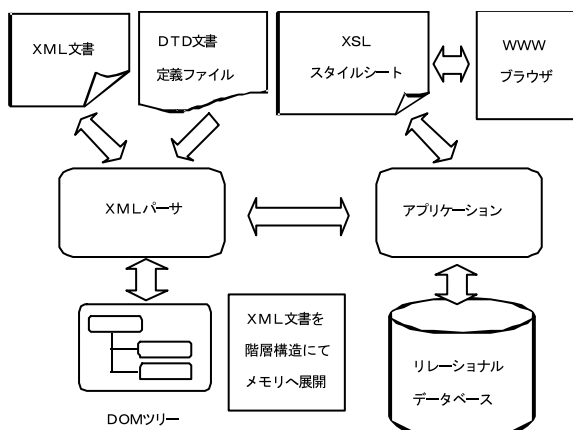 XML文書
DTD文書
定義ファイル
XSL
スタイルシート
WWW
ブラウザ
XMLパーサ
アプリケーション
XML文書を
階層構造にて
メモリへ展開
リレーショナル
データベース
DOMツリー